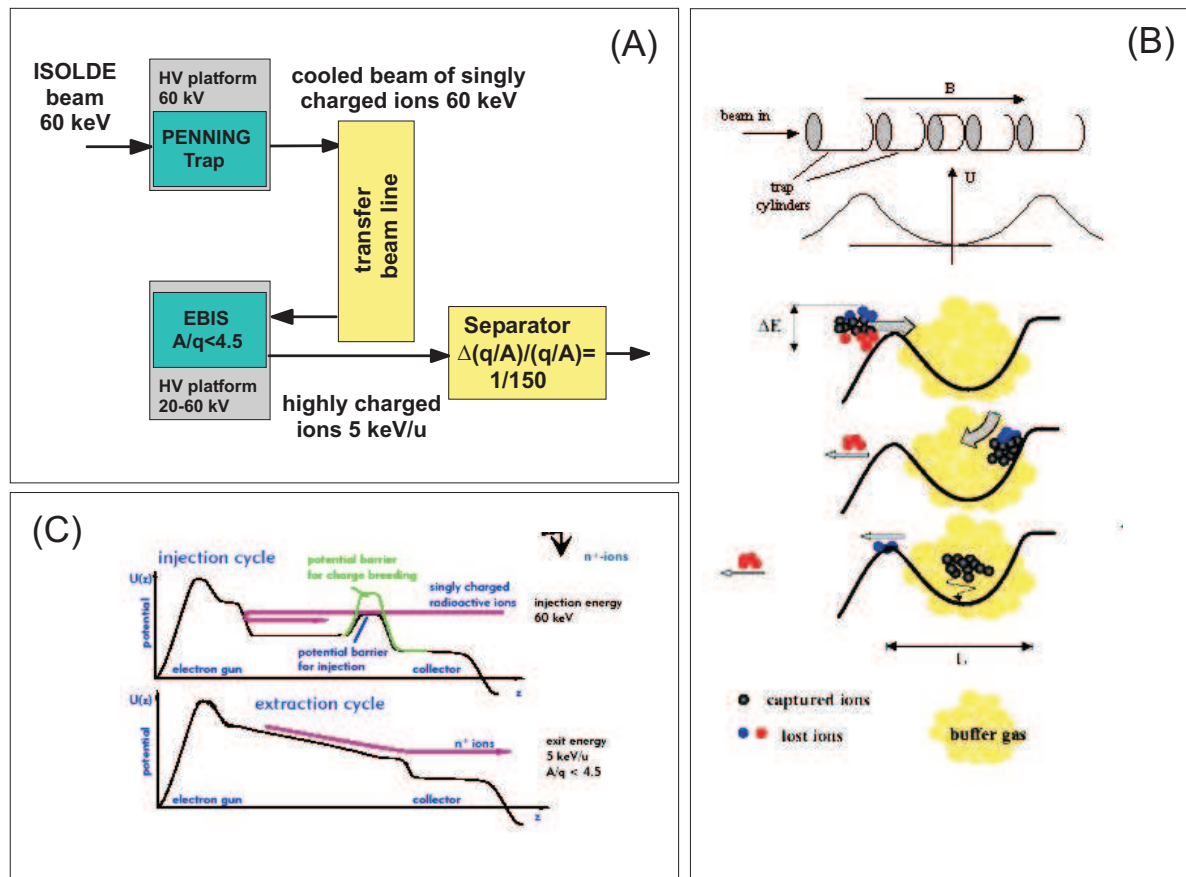 (A)
ISOLDE
beam
60 keV
HV platform
60 kV
PENNING
Trap
cooled beam of singly
charged ions 60 keV
transfer
beam line
EBIS
A/q<4.5
HV platform
20-60 kV
Separator
Δ(q/A)/(q/A)=
1/150
highly charged
ions 5 keV/u
(B)
B
beam in
trap
cylinders
U
ΔE
L
captured ions
lost ions
buffer gas
(C)
injection cycle
potential barrier
for charge breeding
n⁺-ions
U(z)
potential
singly charged
radioactive ions
injection energy
60 keV
potential barrier
for injection
electron gun
collector
z
U(z)
potential
extraction cycle
n⁺ ions
exit energy
5 keV/u
A/q < 4.5
electron gun
collector
z